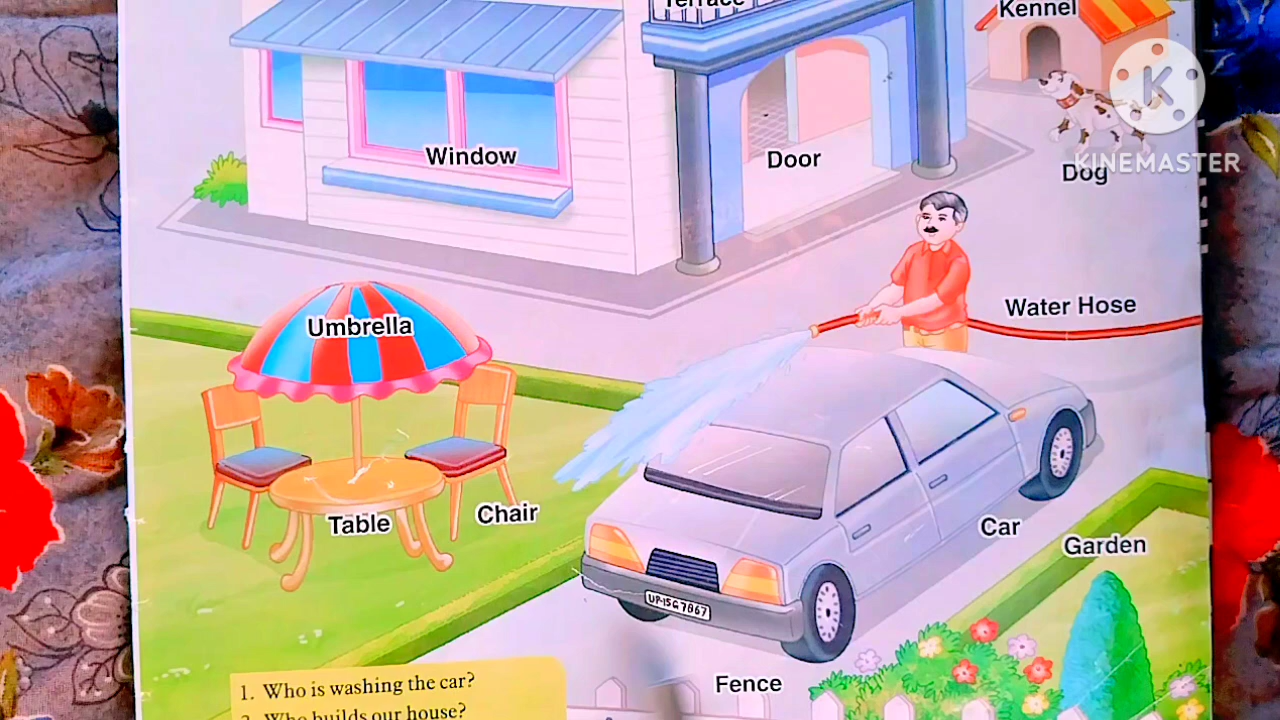 Terrace
Kennel
K
KINEMASTER
Window
Door
Dog
Umbrella
Water Hose
Table
Chair
Car
Garden
UP-15G 7867
Fence
1. Who is washing the car?
2. Who builds our house?